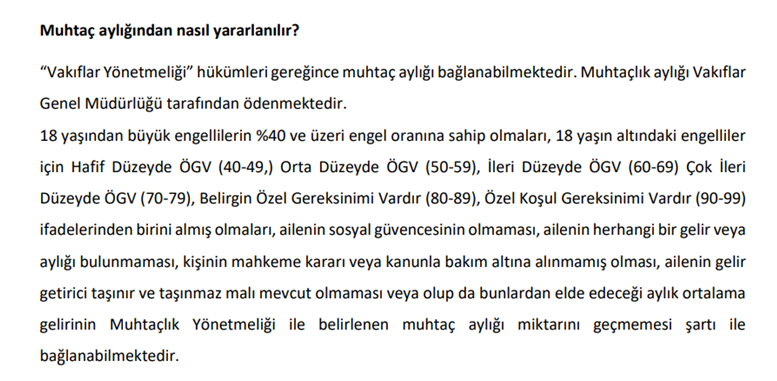 Muhtaç aylığından nasıl yararlanılır?
“Vakıflar Yönetmeliği” hükümleri gereğince muhtaç aylığı bağlanabilmektedir. Muhtaçlık aylığı Vakıflar
Genel Müdürlüğü tarafından ödenmektedir.
18 yaşından büyük engellilerin %40 ve üzeri engel oranına sahip olmaları, 18 yaşın altındaki engelliler
için Hafif Düzeyde ÖGV (40-49,) Orta Düzeyde ÖGV (50-59), İleri Düzeyde ÖGV (60-69) Çok İleri
Düzeyde ÖGV (70-79), Belirgin Özel Gereksinimi Vardır (80-89), Özel Koşul Gereksinimi Vardır (90-99)
ifadelerinden birini almış olmaları, ailenin sosyal güvencesinin olmaması, ailenin herhangi bir gelir veya
aylığı bulunmaması, kişinin mahkeme kararı veya kanunla bakım altına alınmamış olması, ailenin gelir
getirici taşınır ve taşınmaz malı mevcut olmaması veya olup da bunlardan elde edeceği aylık ortalama
gelirinin Muhtaçlık Yönetmeliği ile belirlenen muhtaç aylığı miktarını geçmemesi şartı ile
bağlanabilmektedir.